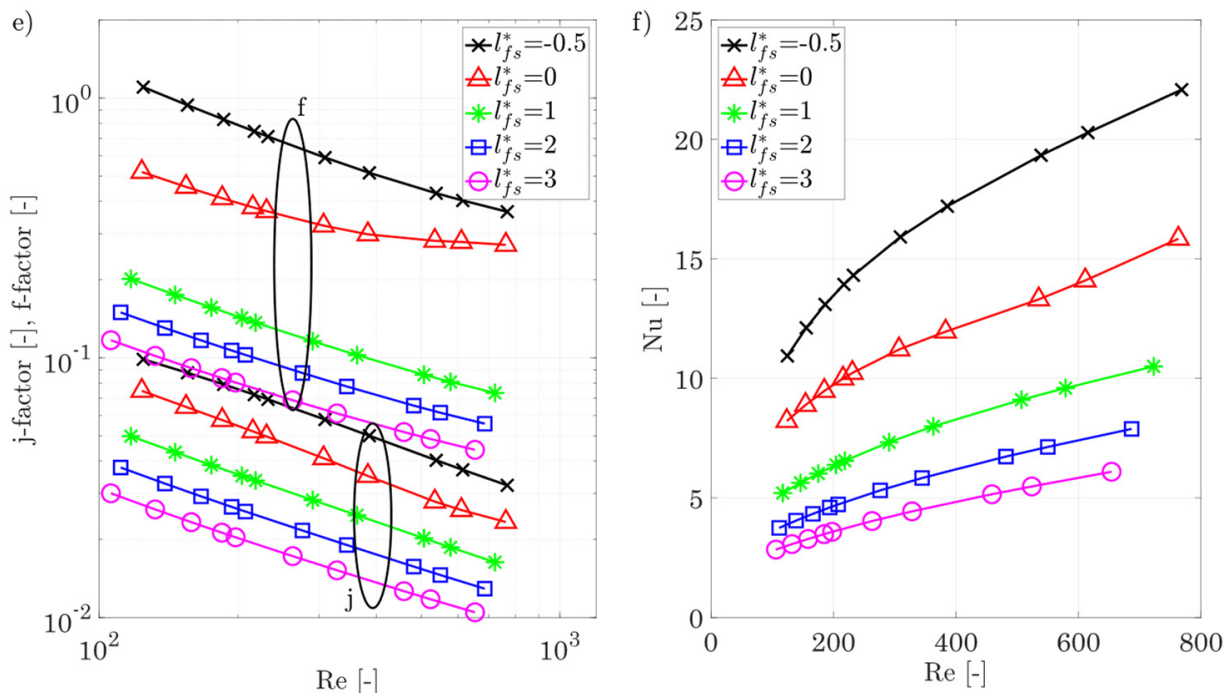 e)
j-factor [-], f-factor [-]
10^0
10^-1
10^-2
10^2
10^3
Re [-]
l*fs=-0.5
l*fs=0
l*fs=1
l*fs=2
l*fs=3
f
j
f)
Nu [-]
25
20
15
10
5
0
0 200 400 600 800
Re [-]
l*fs=-0.5
l*fs=0
l*fs=1
l*fs=2
l*fs=3